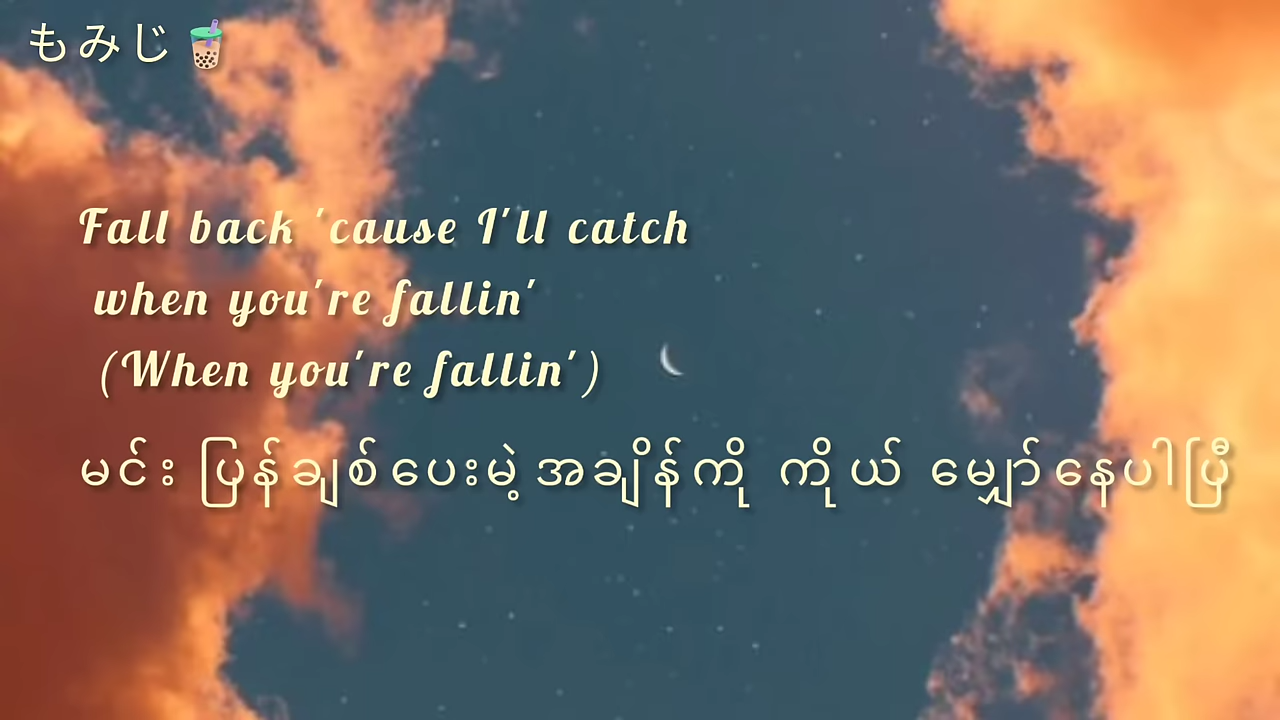 もみじ 🧋
Fall back 'cause I'll catch
when you're fallin'
(When you're fallin')
မင်း ပြန်ချစ်ပေးမဲ့အချိန်ကို ကိုယ် မျှော်နေပါပြီ